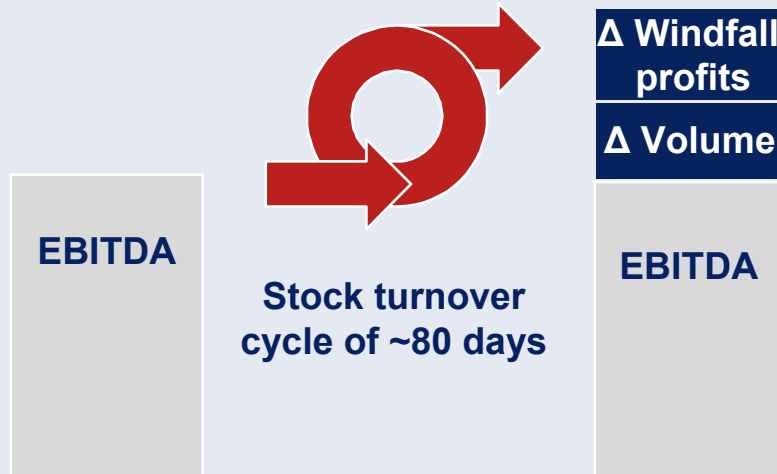 EBITDA
Stock turnover
cycle of ~80 days
Δ Windfall
profits
Δ Volume
EBITDA